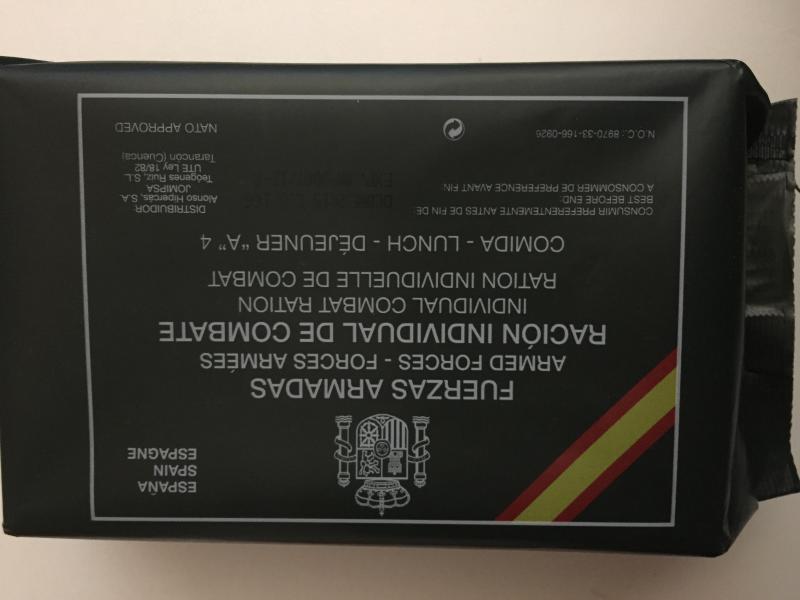 ESPAÑA
SPAIN
ESPAGNE
FUERZAS ARMADAS
ARMED FORCES - FORCES ARMÉES
RACIÓN INDIVIDUAL DE COMBATE
INDIVIDUAL COMBAT RATION
RATION INDIVIDUELLE DE COMBAT
COMIDA - LUNCH - DÉJEUNER "A" 4
CONSUMIR PREFERENTEMENTE ANTES DE FIN DE:
BEST BEFORE END:
A CONSOMMER DE PREFERENCE AVANT FIN:
DISTRIBUIDOR:
Alonso Hipercás, S.A.
JOMIPSA
Teógenes Ruiz, S.L.
UTE Ley 18/82
Tarancón (Cuenca)
N.O.C.: 8970-33-166-0926
NATO APPROVED